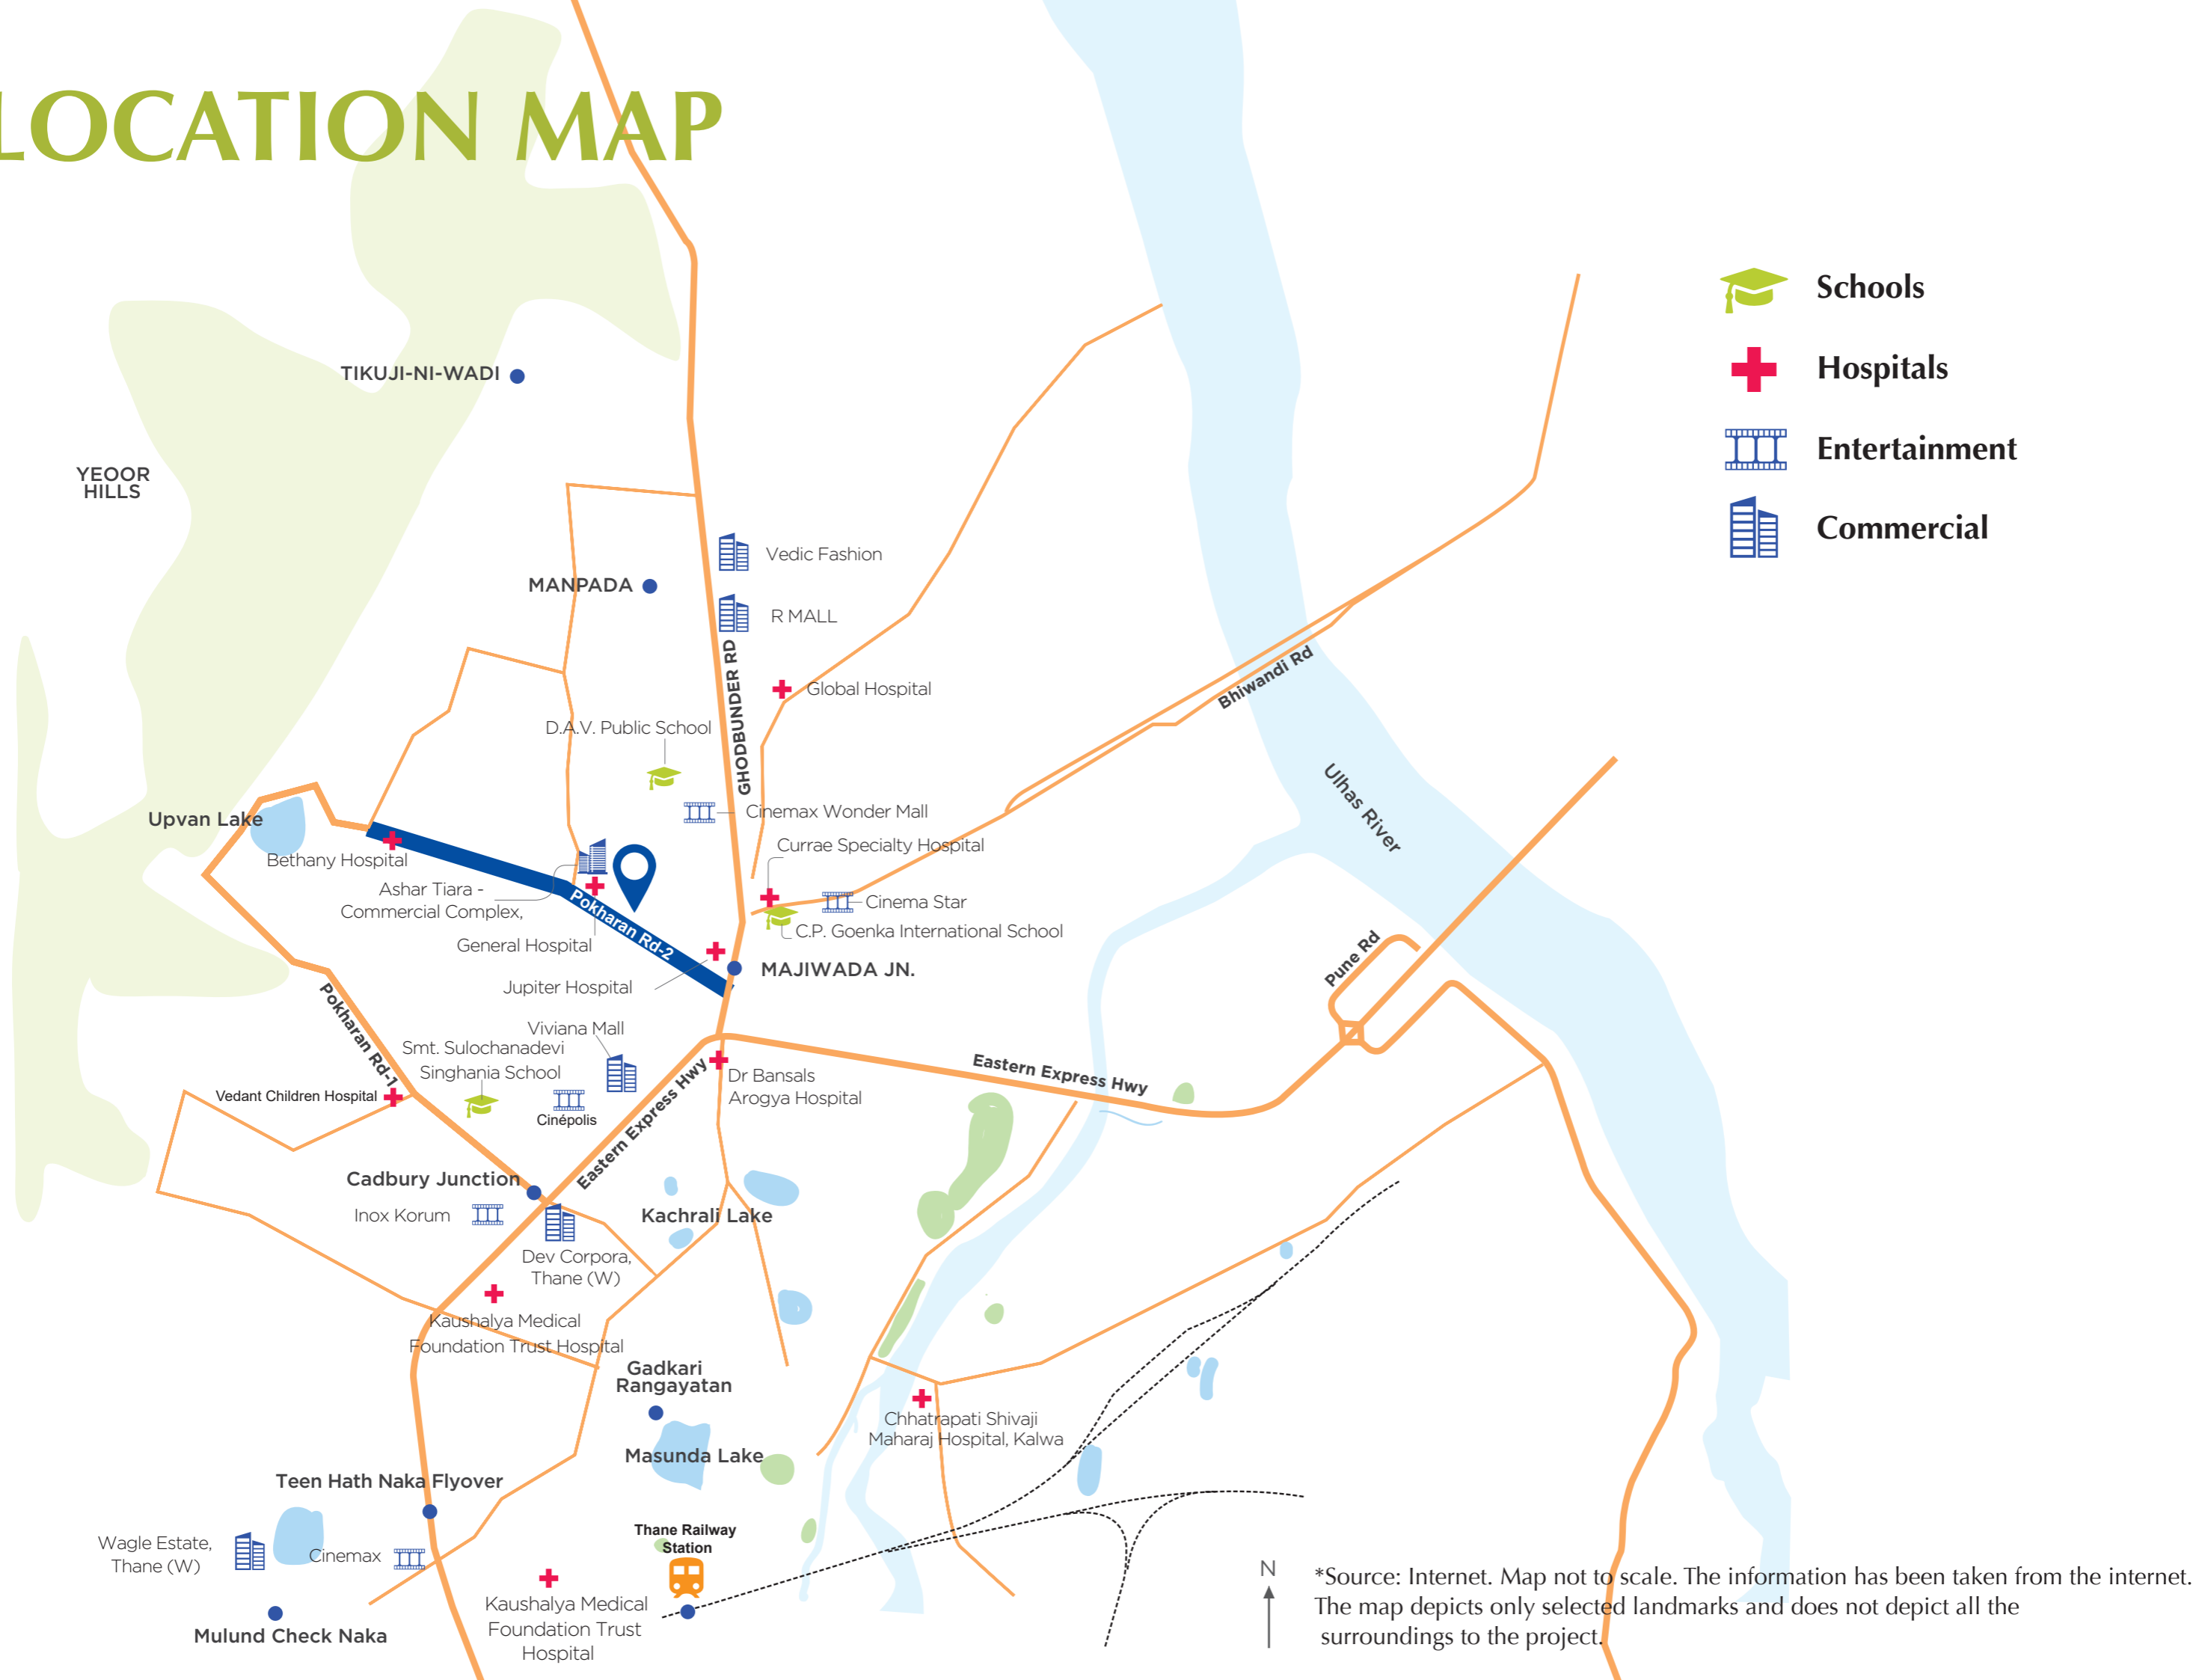 LOCATION MAP
Schools
Hospitals
Entertainment
Commercial
TIKUJI-NI-WADI
YEOOR
HILLS
Vedic Fashion
MANPADA
R MALL
GHODBUNDER RD
Global Hospital
Bhiwandi Rd
D.A.V. Public School
Ulhas River
Cinemax Wonder Mall
Upvan Lake
Currae Specialty Hospital
Bethany Hospital
Ashar Tiara -
Commercial Complex,
Cinema Star
Pokharan Rd-2
C.P. Goenka International School
General Hospital
Pune Rd
MAJIWADA JN.
Jupiter Hospital
Pokharan Rd-1
Viviana Mall
Smt. Sulochanadevi
Singhania School
Eastern Express Hwy
Dr Bansals
Arogya Hospital
Vedant Children Hospital
Cinépolis
Eastern Express Hwy
Cadbury Junction
Inox Korum
Kachrali Lake
Dev Corpora,
Thane (W)
Kaushalya Medical
Foundation Trust Hospital
Gadkari
Rangayatan
Chhatrapati Shivaji
Maharaj Hospital, Kalwa
Masunda Lake
Teen Hath Naka Flyover
Thane Railway
Station
Wagle Estate,
Thane (W)
Cinemax
Kaushalya Medical
Foundation Trust
Hospital
Mulund Check Naka
N
*Source: Internet. Map not to scale. The information has been taken from the internet.
The map depicts only selected landmarks and does not depict all the
surroundings to the project.